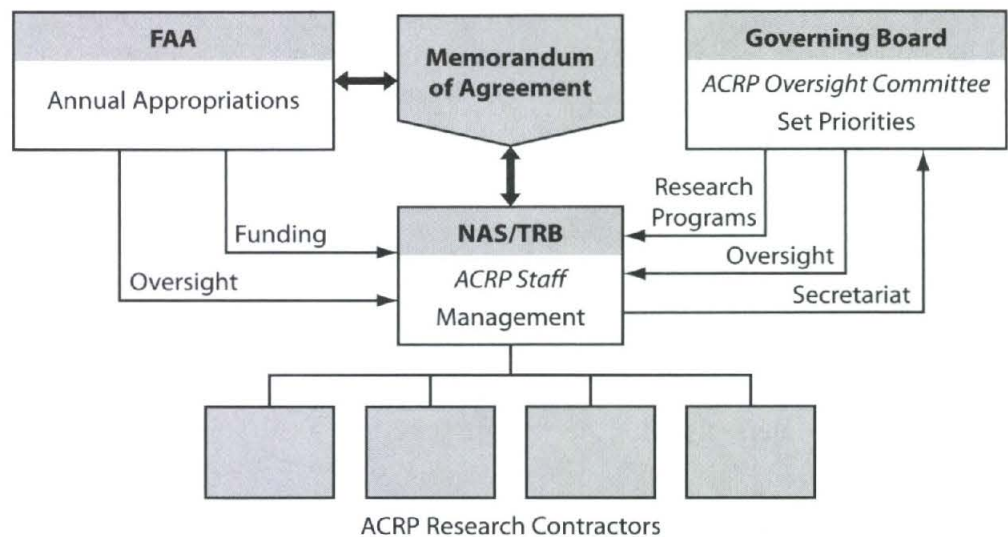 FAA
Annual Appropriations
Memorandum
of Agreement
Governing Board
ACRP Oversight Committee
Set Priorities
Funding
Oversight
Research
Programs
Oversight
Secretariat
NAS/TRB
ACRP Staff
Management
ACRP Research Contractors